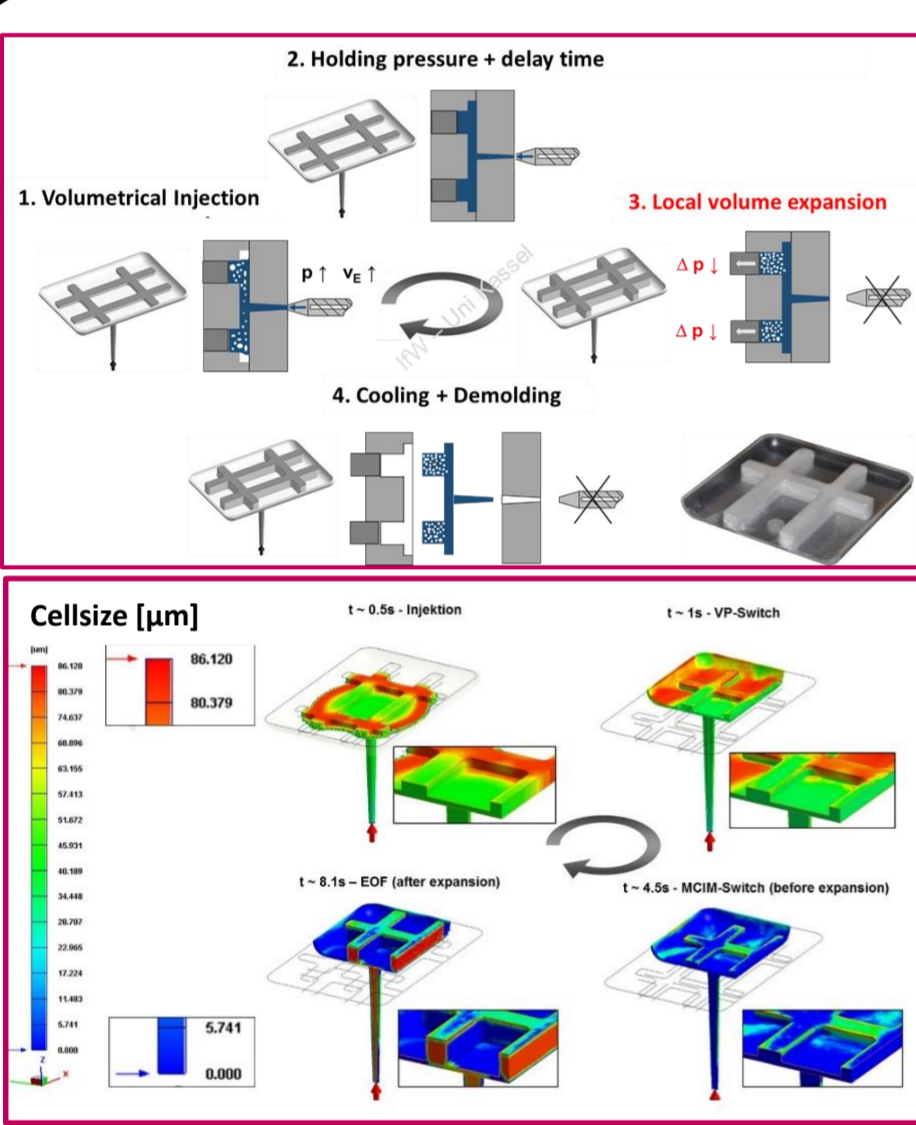 2. Holding pressure + delay time
1. Volumetrical Injection
3. Local volume expansion
p ↑ vE ↑
Δ p ↓
Δ p ↓
IfW – Uni Kassel
4. Cooling + Demolding
Cellsize [µm]
[um]
86.120
80.379
74.637
68.896
63.155
57.413
51.672
45.931
40.189
34.448
28.707
22.965
17.224
11.483
5.741
0.000
Z
X
86.120
80.379
5.741
0.000
t ~ 0.5s - Injektion
t ~ 1s - VP-Switch
t ~ 8.1s – EOF (after expansion)
t ~ 4.5s - MCIM-Switch (before expansion)